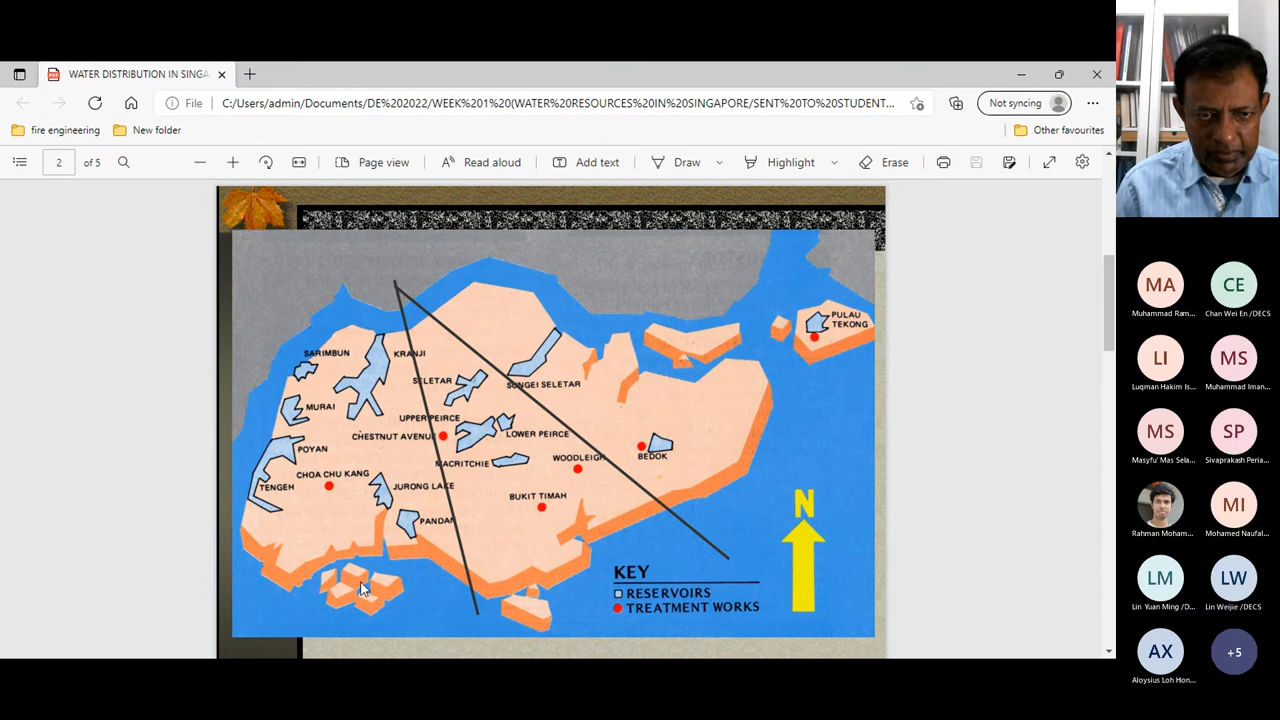 WATER DISTRIBUTION IN SINGA
File
C:/Users/admin/Documents/DE%202022/WEEK%201%20(WATER%20RESOURCES%20IN%20SINGAPORE/SENT%20TO%20STUDENT...
Not syncing
fire engineering
New folder
Other favourites
2 of 5
Page view
Read aloud
Add text
Draw
Highlight
Erase
PULAU
TEKONG
SARIMBUN
KRANJI
SELETAR
SUNGEI SELETAR
MURAI
UPPER PEIRCE
CHESTNUT AVENUE
LOWER PEIRCE
POYAN
MACRITCHIE
WOODLEIGH
BEDOK
CHOA CHU KANG
TENGEH
JURONG LAKE
BUKIT TIMAH
PANDAN
N
KEY
RESERVOIRS
TREATMENT WORKS
MA
CE
Muhammad Ram...
Chan Wei En /DECS
LI
MS
Luqman Hakim Is...
Muhammad Iman...
MS
SP
Masyfu' Mas Sela...
Sivaprakash Peria...
MI
Rahman Moham...
Mohamed Naufal...
LM
LW
Lin Yuan Ming /D...
Lin Weijie /DECS
AX
+5
Aloysius Loh Hon...